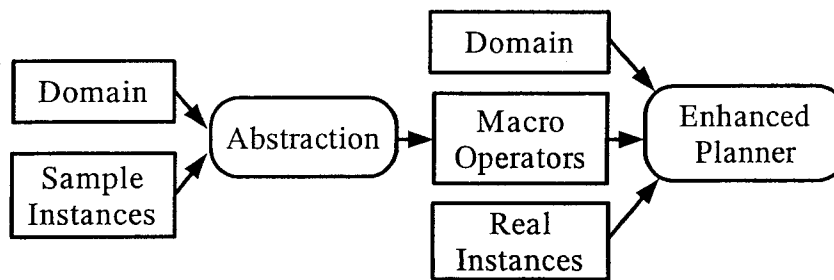 Domain
Sample
Instances
Abstraction
Domain
Macro
Operators
Real
Instances
Enhanced
Planner